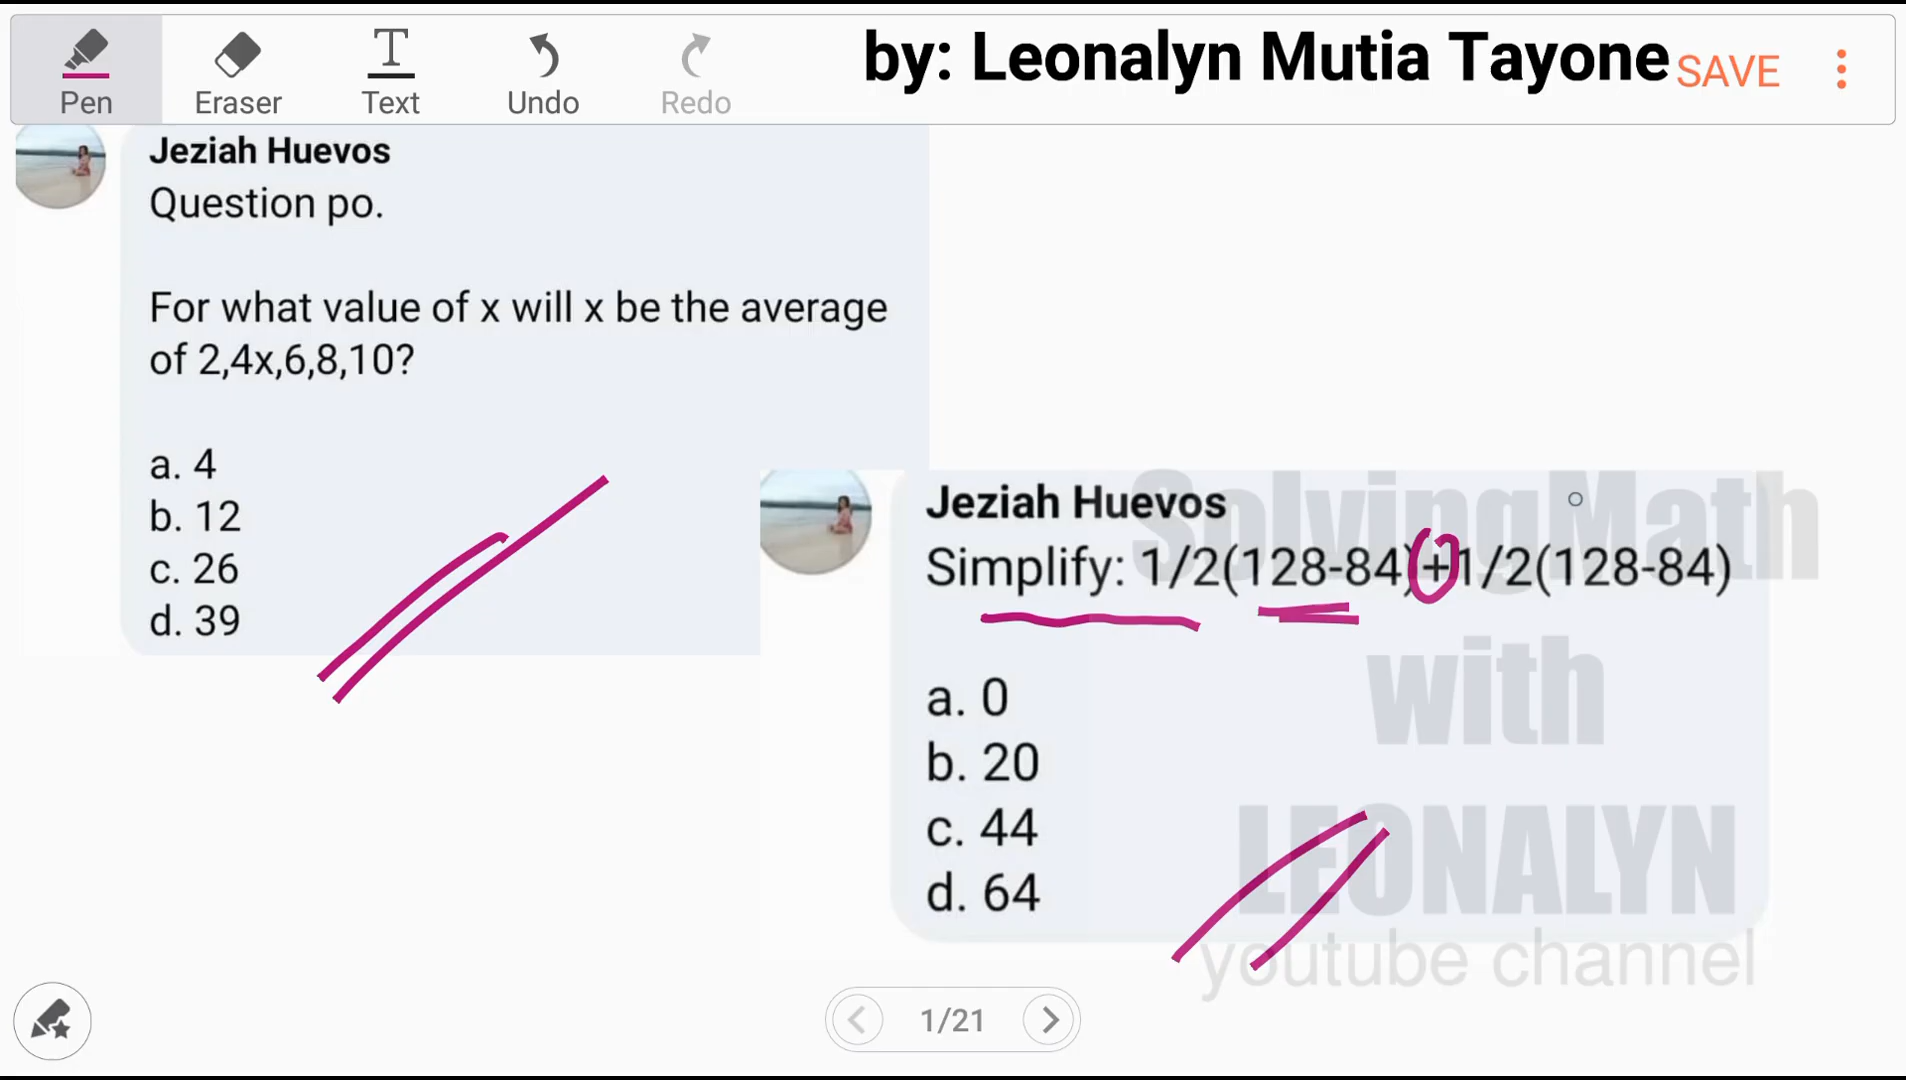 Pen
Eraser
Text
Undo
Redo
by: Leonalyn Mutia Tayone
SAVE
Jeziah Huevos
Question po.
For what value of x will x be the average
of 2,4x,6,8,10?
a. 4
b. 12
c. 26
d. 39
Jeziah Huevos
Simplify: 1/2(128-84)+1/2(128-84)
a. 0
b. 20
c. 44
d. 64
SolvingMath
with
LEONALYN
youtube channel
1/21